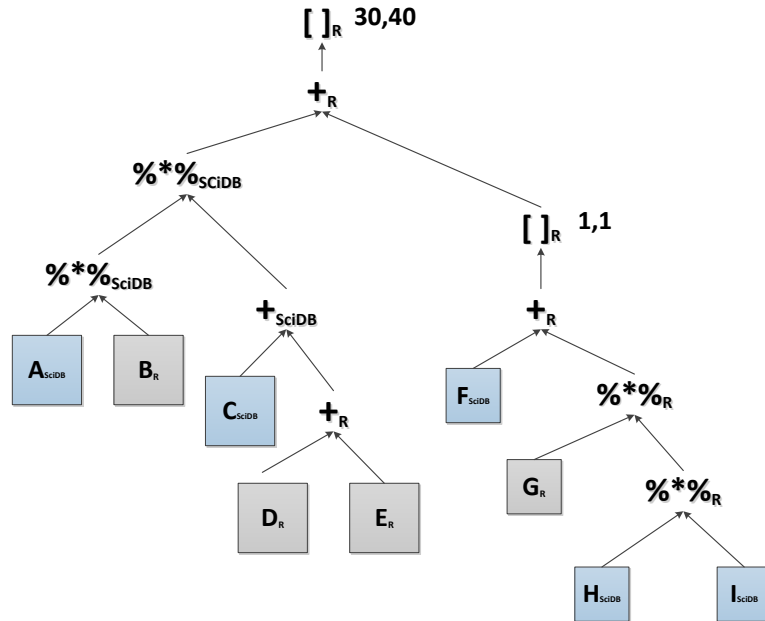 [ ]R 30,40
+R
%*%SCiDB
[ ]R 1,1
%*%SciDB
+SciDB
+R
ASciDB
BR
CSciDB
+R
FSciDB
%*%R
DR
ER
GR
%*%R
HSciDB
ISciDB